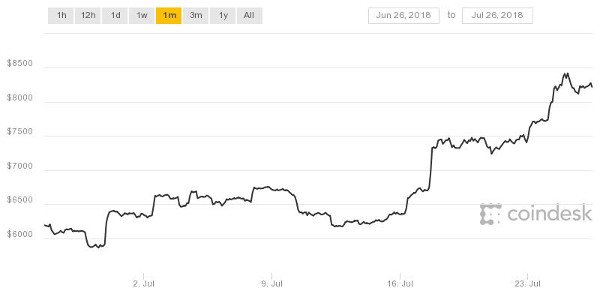 1h 12h 1d 1w 1m 3m 1y All
Jun 26, 2018 to Jul 26, 2018
$8500
$8000
$7500
$7000
$6500
$6000
coindesk
2. Jul 9. Jul 16. Jul 23. Jul